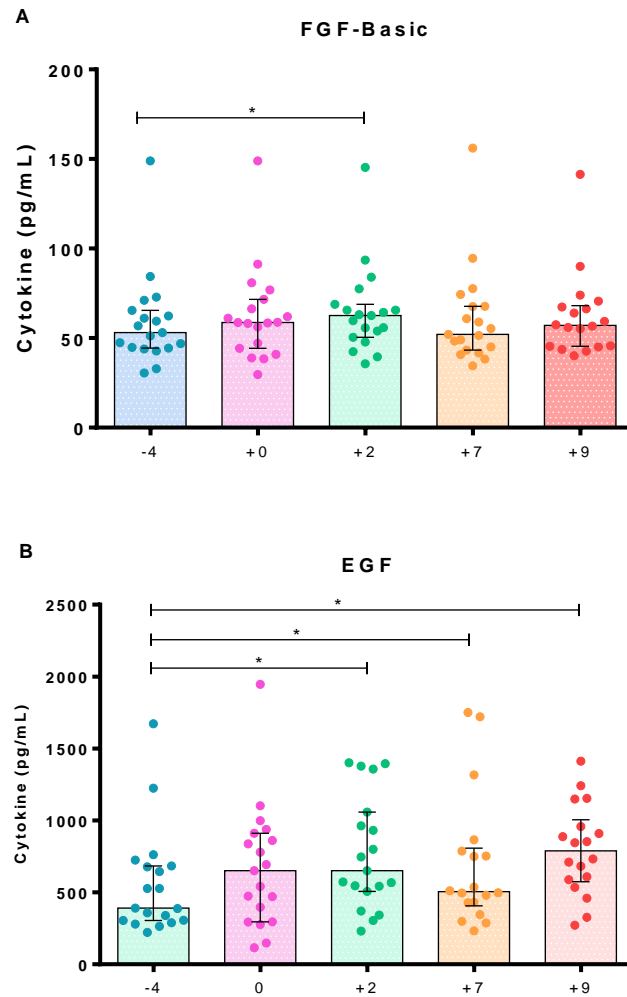 A
FGF-Basic
Cytokine (pg/mL)
200
150
100
50
0
*
-4 +0 +2 +7 +9
B
EGF
Cytokine (pg/mL)
2500
2000
1500
1000
500
0
*
*
*
-4 0 +2 +7 +9